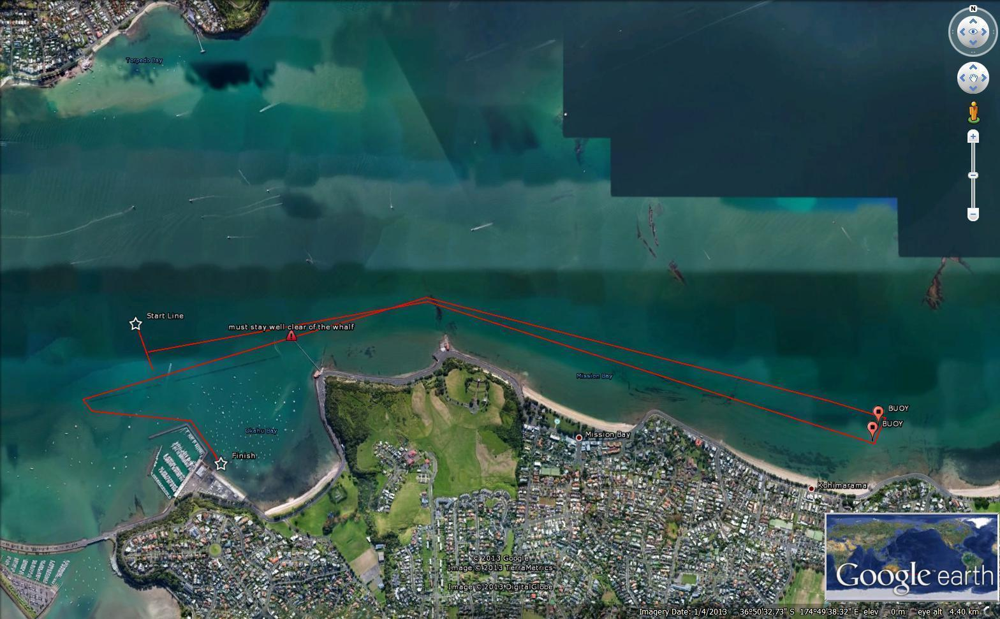 N
Torpedo Bay
Start Line
must stay well clear of the whalf
Mission Bay
BUOY
BUOY
Okahu Bay
Mission Bay
Finish
Kohimarama
© 2013 Google
Image © 2013 TerraMetrics
Image © 2013 DigitalGlobe
Google™ earth
Imagery Date: 1/4/2013 36°50'32.73" S 174°49'38.32" E elev 0 m eye alt 4.40 km